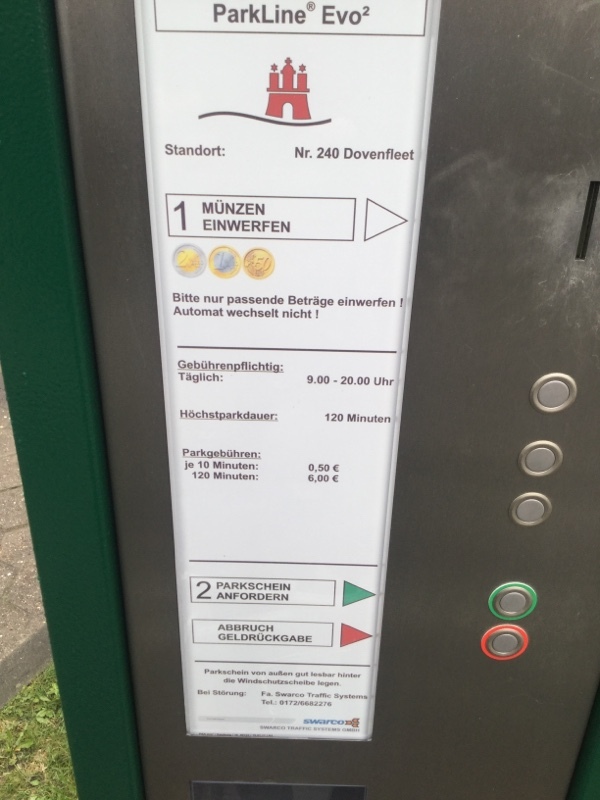 ParkLine® Evo²
Standort: Nr. 240 Dovenfleet
1 MÜNZEN
EINWERFEN
Bitte nur passende Beträge einwerfen !
Automat wechselt nicht !
Gebührenpflichtig:
Täglich: 9.00 - 20.00 Uhr
Höchstparkdauer: 120 Minuten
Parkgebühren:
je 10 Minuten: 0,50 €
120 Minuten: 6,00 €
2 PARKSCHEIN
ANFORDERN
ABBRUCH
GELDRÜCKGABE
Parkschein von außen gut lesbar hinter
die Windschutzscheibe legen.
Bei Störung: Fa. Swarco Traffic Systems
Tel.: 0172/6682276
swarco
SWARCO TRAFFIC SYSTEMS GMBH